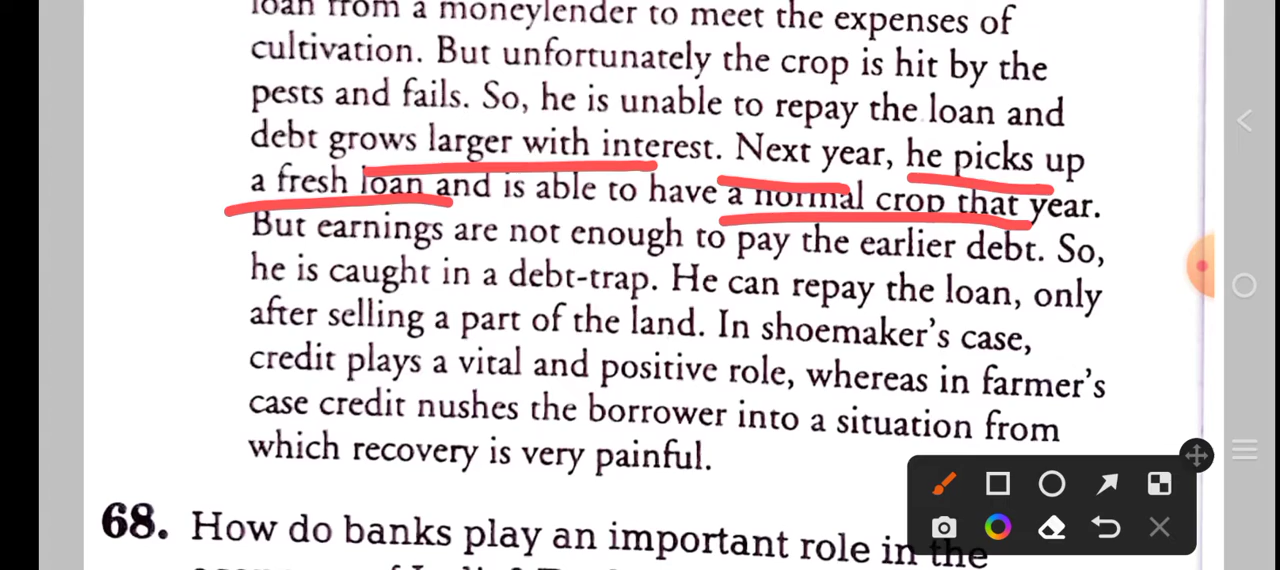 loan from a moneylender to meet the expenses of
cultivation. But unfortunately the crop is hit by the
pests and fails. So, he is unable to repay the loan and
debt grows larger with interest. Next year, he picks up
a fresh loan and is able to have a normal crop that year.
But earnings are not enough to pay the earlier debt. So,
he is caught in a debt-trap. He can repay the loan, only
after selling a part of the land. In shoemaker's case,
credit plays a vital and positive role, whereas in farmer's
case credit pushes the borrower into a situation from
which recovery is very painful.
68. How do banks play an important role in the